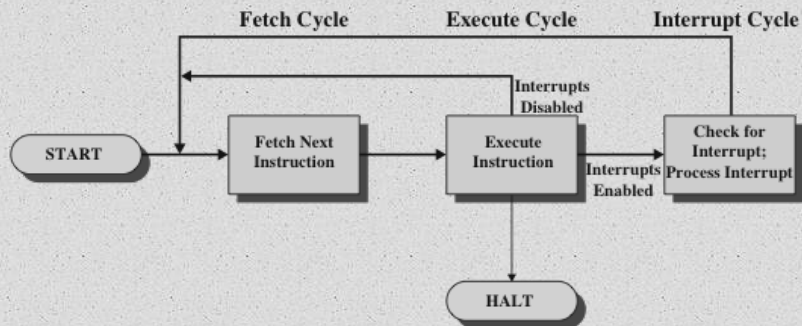 Fetch Cycle
Execute Cycle
Interrupt Cycle
Interrupts
Disabled
START
Fetch Next
Instruction
Execute
Instruction
Interrupts
Enabled
Check for
Interrupt;
Process Interrupt
HALT